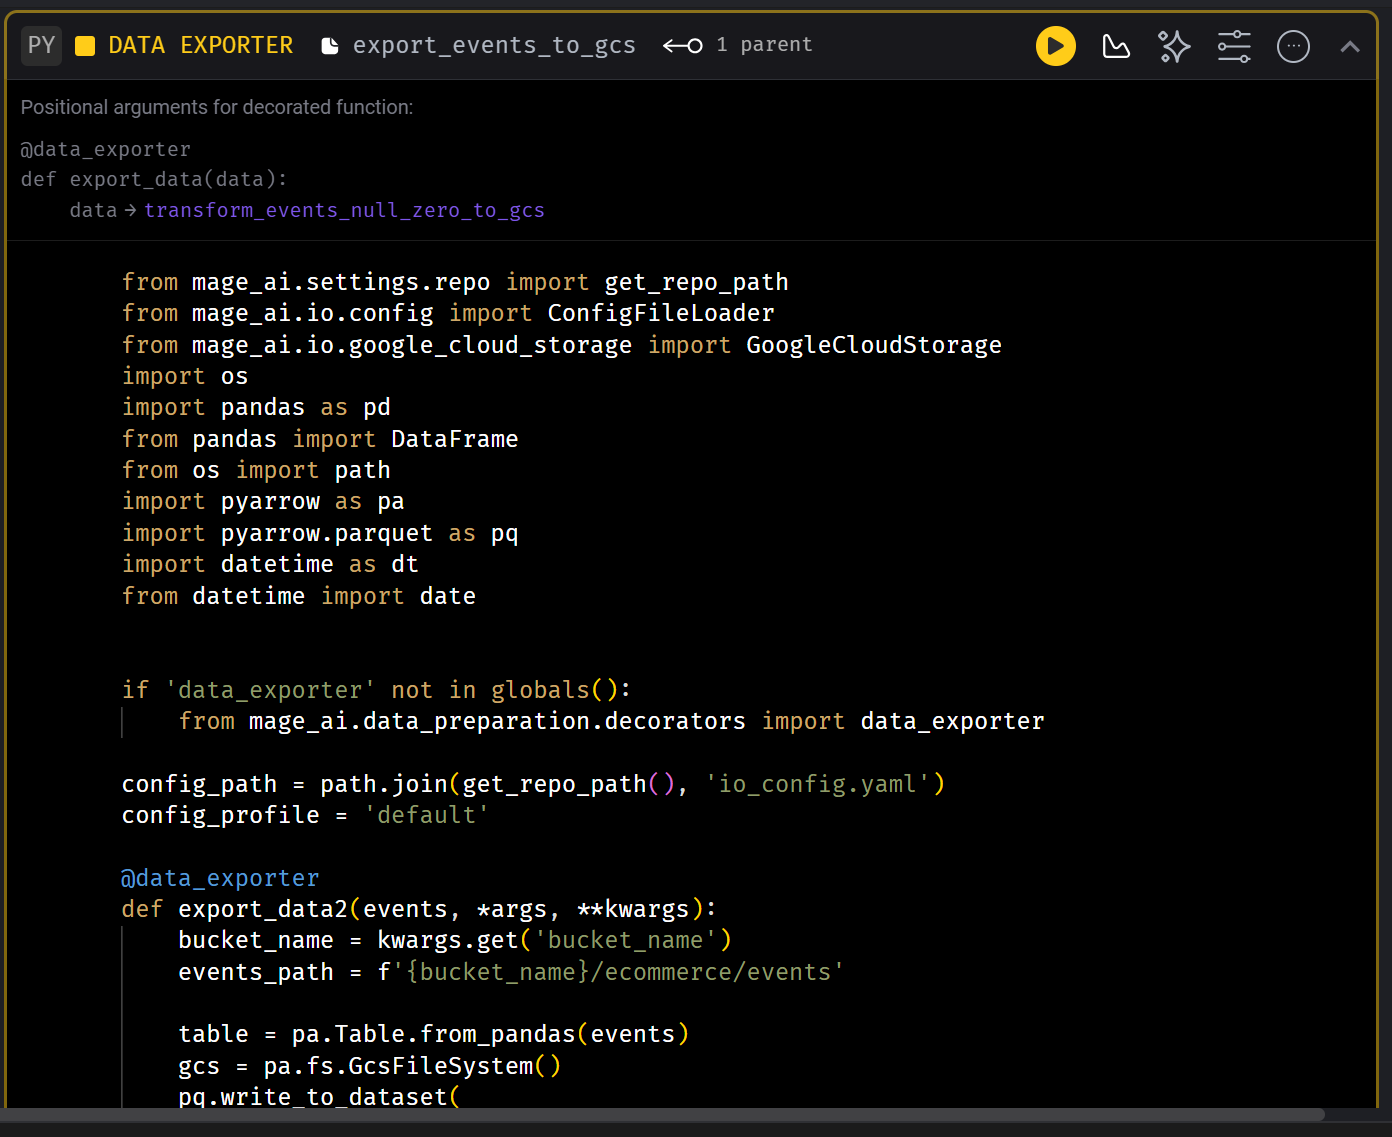 PY DATA EXPORTER export_events_to_gcs 1 parent
Positional arguments for decorated function:
@data_exporter
def export_data(data):
    data → transform_events_null_zero_to_gcs
from mage_ai.settings.repo import get_repo_path
from mage_ai.io.config import ConfigFileLoader
from mage_ai.io.google_cloud_storage import GoogleCloudStorage
import os
import pandas as pd
from pandas import DataFrame
from os import path
import pyarrow as pa
import pyarrow.parquet as pq
import datetime as dt
from datetime import date
if 'data_exporter' not in globals():
    from mage_ai.data_preparation.decorators import data_exporter
config_path = path.join(get_repo_path(), 'io_config.yaml')
config_profile = 'default'
@data_exporter
def export_data2(events, *args, **kwargs):
    bucket_name = kwargs.get('bucket_name')
    events_path = f'{bucket_name}/ecommerce/events'
    table = pa.Table.from_pandas(events)
    gcs = pa.fs.GcsFileSystem()
    pq.write_to_dataset(